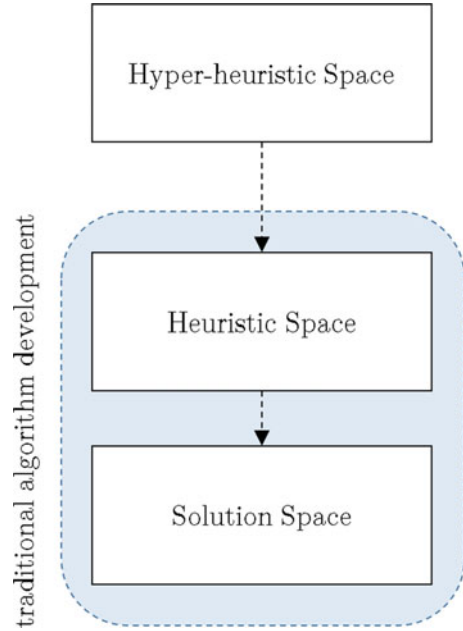 Hyper-heuristic Space
traditional algorithm development
Heuristic Space
Solution Space